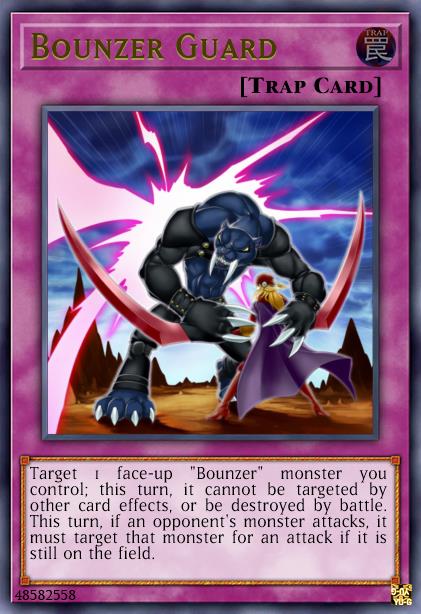 Bounzer Guard
TRAP
罠
[Trap Card]
Target 1 face-up "Bounzer" monster you
control; this turn, it cannot be targeted by
other card effects, or be destroyed by battle.
This turn, if an opponent's monster attacks, it
must target that monster for an attack if it is
still on the field.
48582558